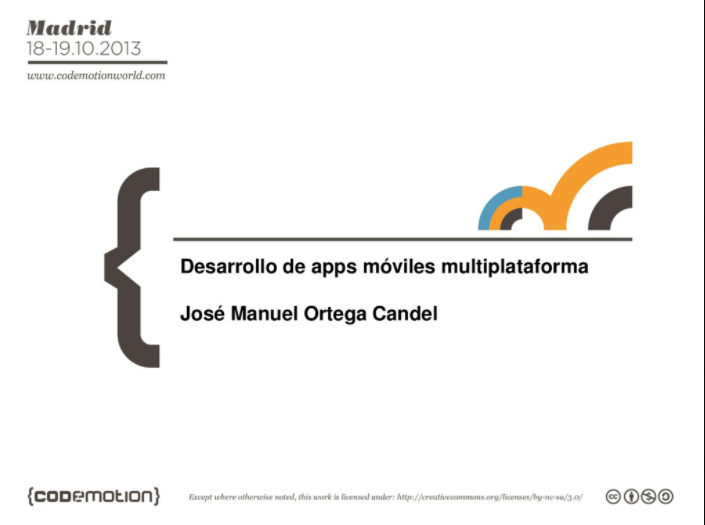 Madrid
18-19.10.2013
www.codemotionworld.com
Desarrollo de apps móviles multiplataforma
José Manuel Ortega Candel
{CODEMOTION}
Except where otherwise noted, this work is licensed under: http://creativecommons.org/licenses/by-nc-sa/3.0/
cc